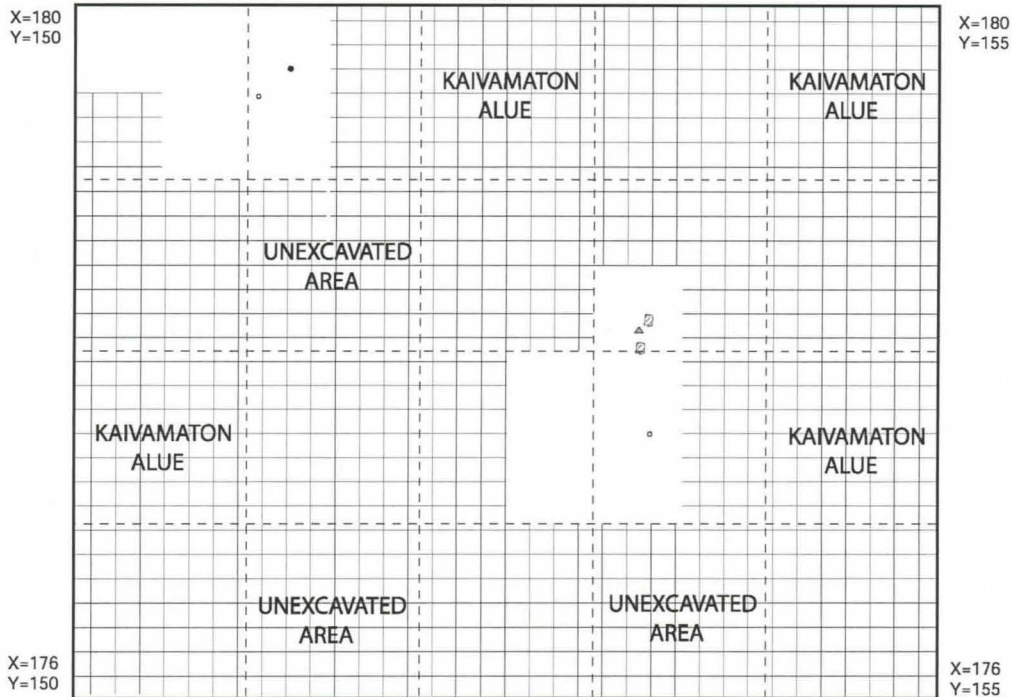 X=180
Y=150
X=180
Y=155
KAIVAMATON
ALUE
KAIVAMATON
ALUE
UNEXCAVATED
AREA
KAIVAMATON
ALUE
KAIVAMATON
ALUE
UNEXCAVATED
AREA
UNEXCAVATED
AREA
X=176
Y=150
X=176
Y=155